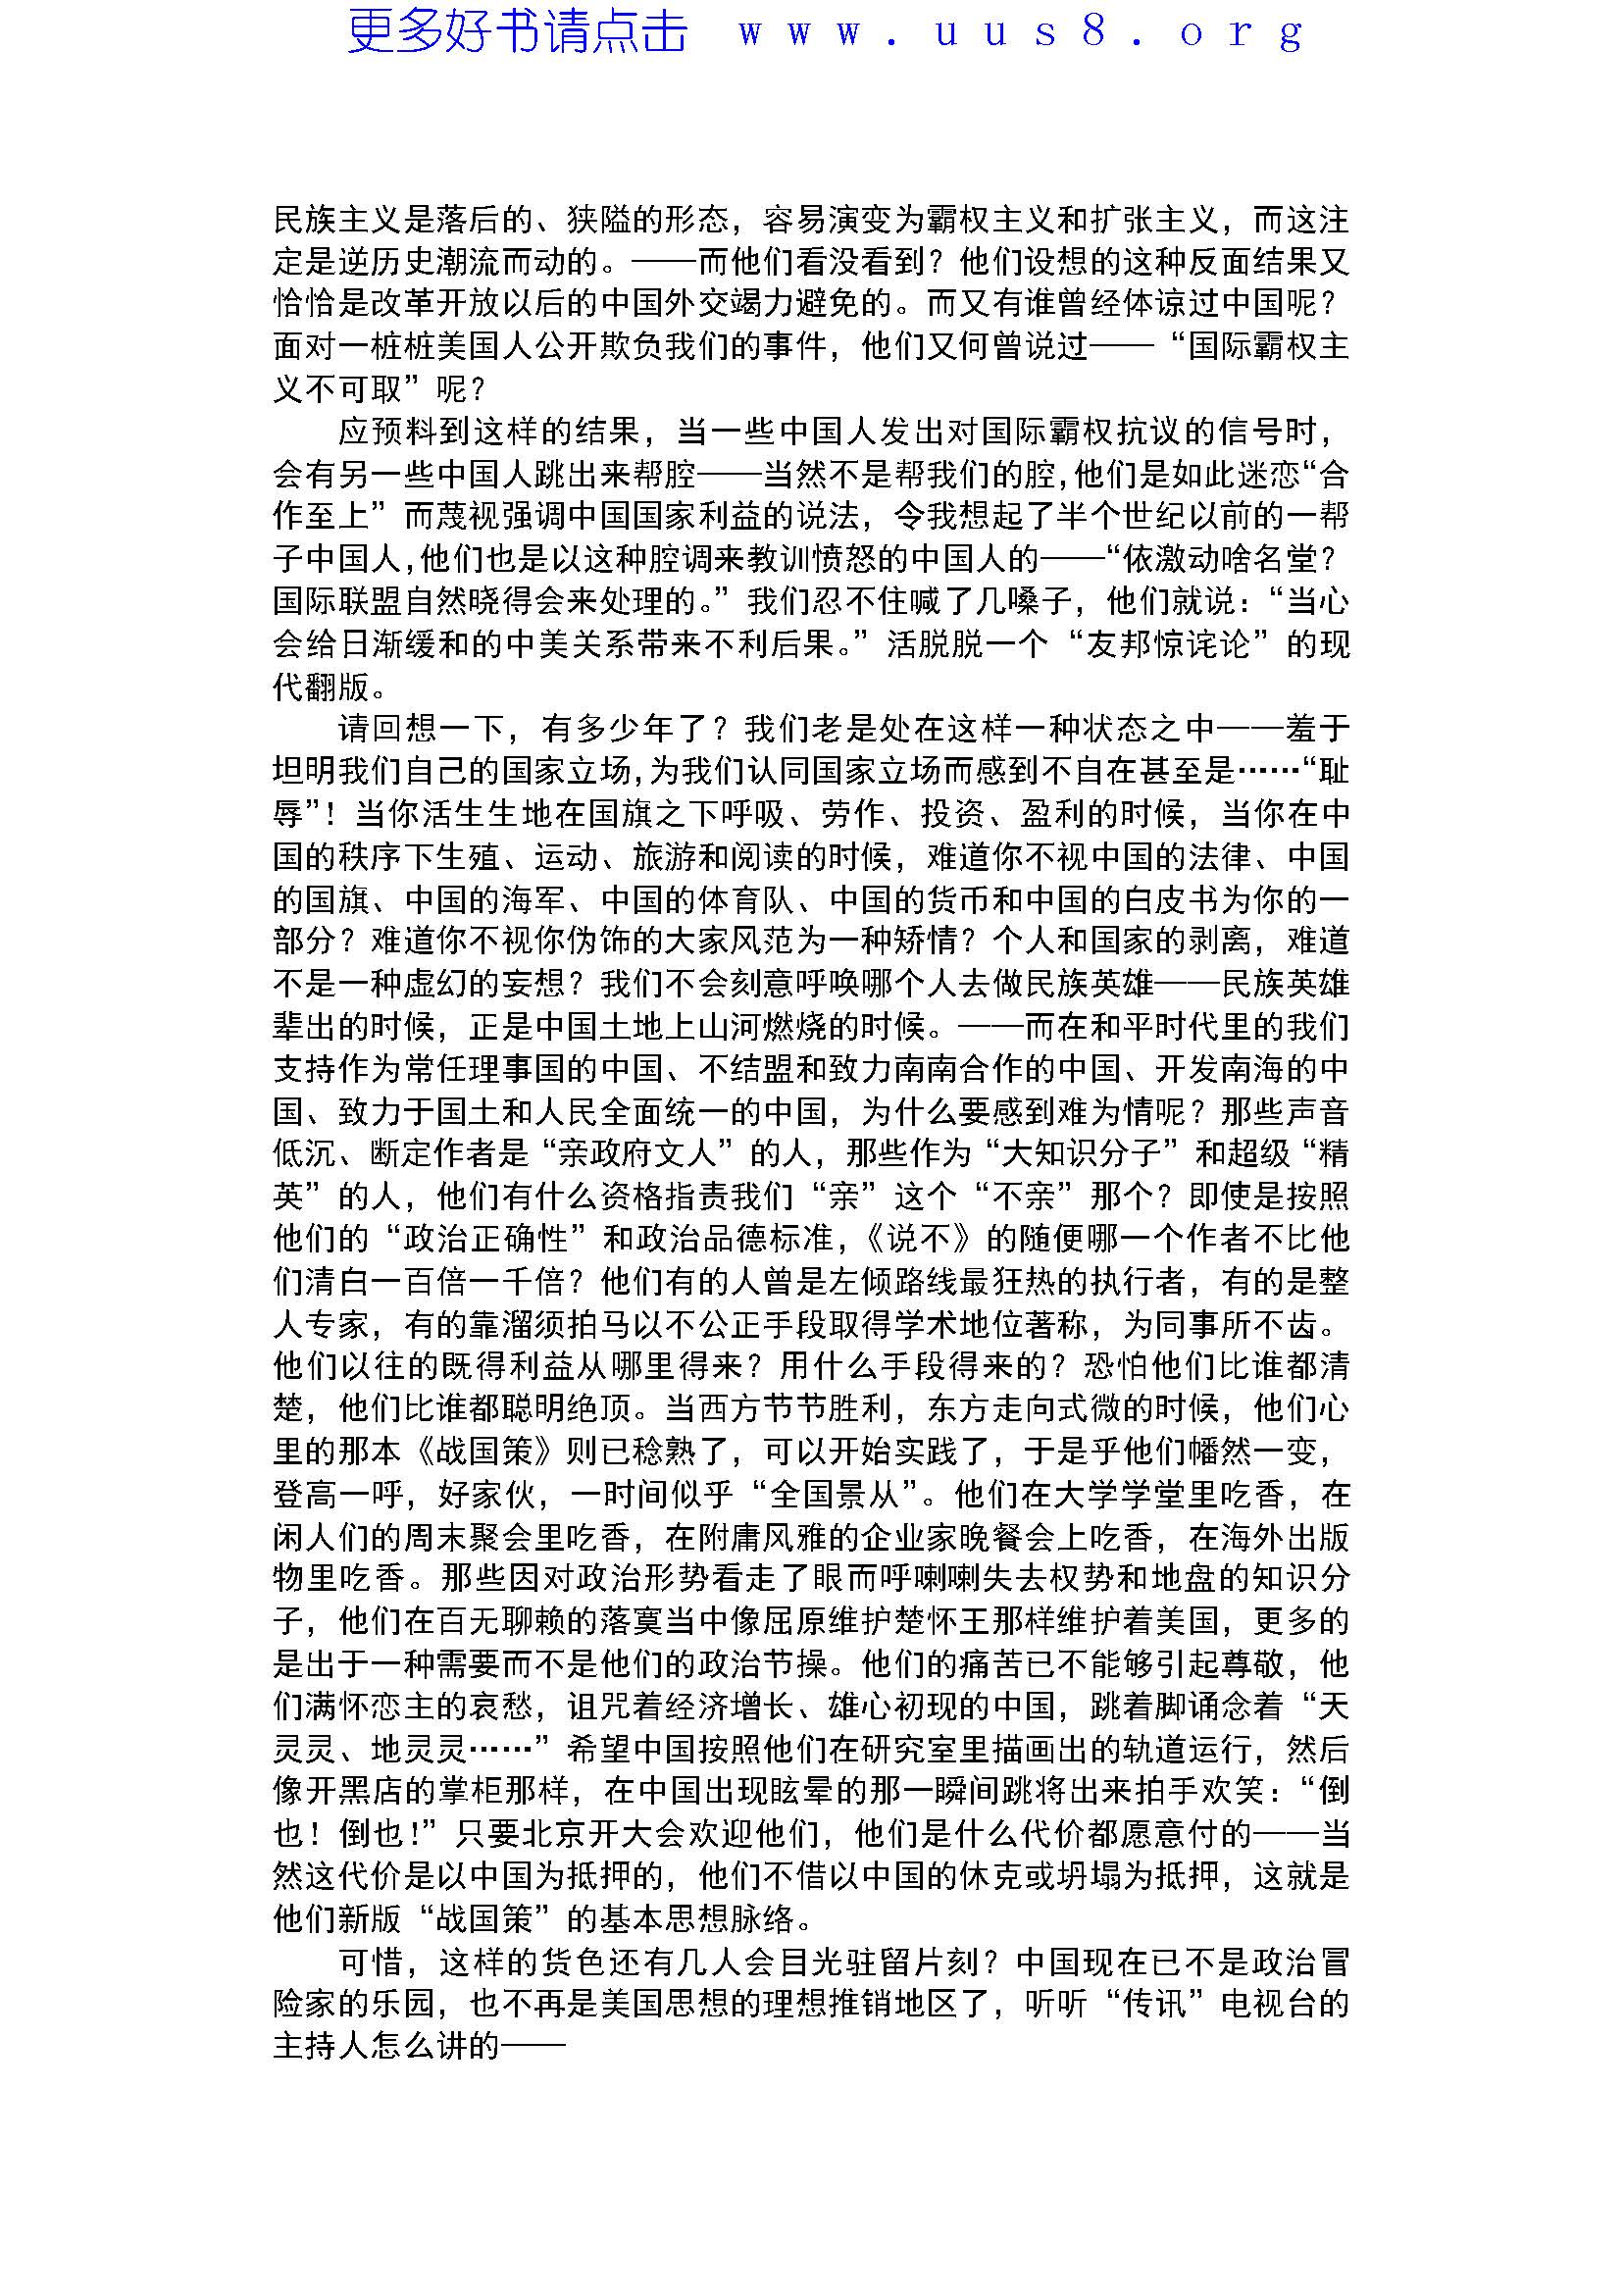 更多好书请点击 www.uus8.org
民族主义是落后的、狭隘的形态，容易演变为霸权主义和扩张主义，而这注
定是逆历史潮流而动的。——而他们看没看到？他们设想的这种反面结果又
恰恰是改革开放以后的中国外交竭力避免的。而又有谁曾经体谅过中国呢？
面对一桩桩美国人公开欺负我们的事件，他们又何曾说过——“国际霸权主
义不可取”呢？
应预料到这样的结果，当一些中国人发出对国际霸权抗议的信号时，
会有另一些中国人跳出来帮腔——当然不是帮我们的腔，他们是如此迷恋“合
作至上”而蔑视强调中国国家利益的说法，令我想起了半个世纪以前的一帮
子中国人，他们也是以这种腔调来教训愤怒的中国人的——“依激动啥名堂？
国际联盟自然晓得会来处理的。”我们忍不住喊了几嗓子，他们就说：“当心
会给日渐缓和的中美关系带来不利后果。”活脱脱一个“友邦惊诧论”的现
代翻版。
请回想一下，有多少年了？我们老是处在这样一种状态之中——羞于
坦明我们自己的国家立场，为我们认同国家立场而感到不自在甚至是……“耻
辱”！当你活生生地在国旗之下呼吸、劳作、投资、盈利的时候，当你在中
国的秩序下生殖、运动、旅游和阅读的时候，难道你不视中国的法律、中国
的国旗、中国的海军、中国的体育队、中国的货币和中国的白皮书为你的一
部分？难道你不视你伪饰的大家风范为一种矫情？个人和国家的剥离，难道
不是一种虚幻的妄想？我们不会刻意呼唤哪个人去做民族英雄——民族英雄
辈出的时候，正是中国土地上山河燃烧的时候。——而在和平时代里的我们
支持作为常任理事国的中国、不结盟和致力南南合作的中国、开发南海的中
国、致力于国土和人民全面统一的中国，为什么要感到难为情呢？那些声音
低沉、断定作者是“亲政府文人”的人，那些作为“大知识分子”和超级“精
英”的人，他们有什么资格指责我们“亲”这个“不亲”那个？即使是按照
他们的“政治正确性”和政治品德标准，《说不》的随便哪一个作者不比他
们清白一百倍一千倍？他们有的人曾是左倾路线最狂热的执行者，有的是整
人专家，有的靠溜须拍马以不公正手段取得学术地位著称，为同事所不齿。
他们以往的既得利益从哪里得来？用什么手段得来的？恐怕他们比谁都清
楚，他们比谁都聪明绝顶。当西方节节胜利，东方走向式微的时候，他们心
里的那本《战国策》则已稔熟了，可以开始实践了，于是乎他们幡然一变，
登高一呼，好家伙，一时间似乎“全国景从”。他们在大学学堂里吃香，在
闲人们的周末聚会里吃香，在附庸风雅的企业家晚餐会上吃香，在海外出版
物里吃香。那些因对政治形势看走了眼而呼喇喇失去权势和地盘的知识分
子，他们在百无聊赖的落寞当中像屈原维护楚怀王那样维护着美国，更多的
是出于一种需要而不是他们的政治节操。他们的痛苦已不能够引起尊敬，他
们满怀恋主的哀愁，诅咒着经济增长、雄心初现的中国，跳着脚诵念着“天
灵灵、地灵灵……”希望中国按照他们在研究室里描画出的轨道运行，然后
像开黑店的掌柜那样，在中国出现眩晕的那一瞬间跳将出来拍手欢笑：“倒
也！倒也！”只要北京开大会欢迎他们，他们是什么代价都愿意付的——当
然这代价是以中国为抵押的，他们不借以中国的休克或坍塌为抵押，这就是
他们新版“战国策”的基本思想脉络。
可惜，这样的货色还有几人会目光驻留片刻？中国现在已不是政治冒
险家的乐园，也不再是美国思想的理想推销地区了，听听“传讯”电视台的
主持人怎么讲的——